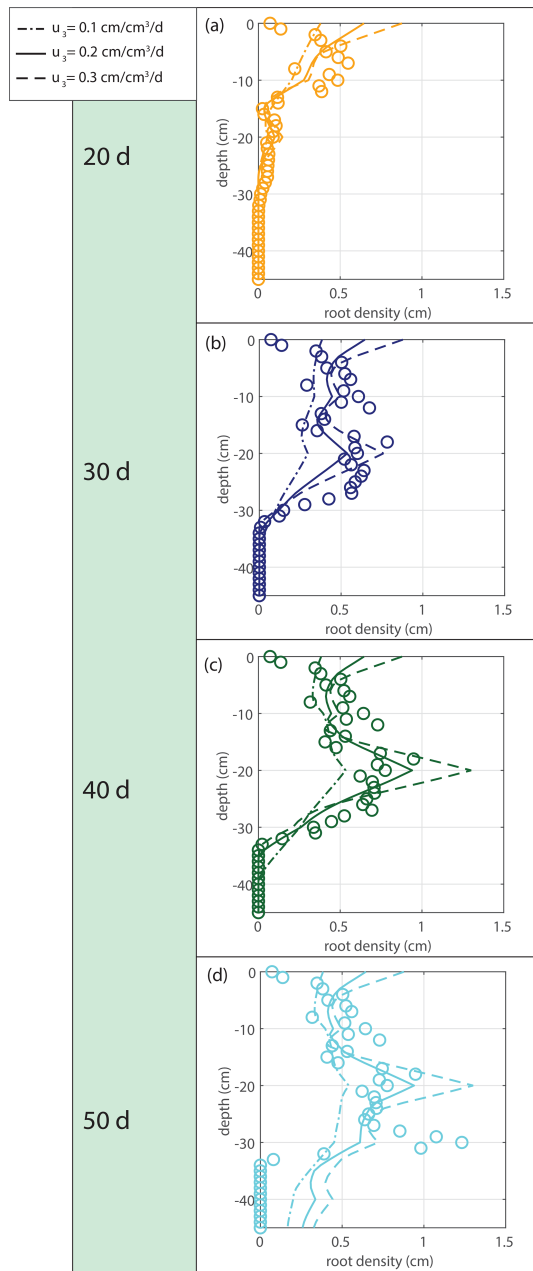 u₃= 0.1 cm/cm³/d
u₃= 0.2 cm/cm³/d
u₃= 0.3 cm/cm³/d
20 d
(a)
0
-10
-20
-30
-40
depth (cm)
0 0.5 1 1.5
root density (cm)
30 d
(b)
0
-10
-20
-30
-40
depth (cm)
0 0.5 1 1.5
root density (cm)
40 d
(c)
0
-10
-20
-30
-40
depth (cm)
0 0.5 1 1.5
root density (cm)
50 d
(d)
0
-10
-20
-30
-40
depth (cm)
0 0.5 1 1.5
root density (cm)